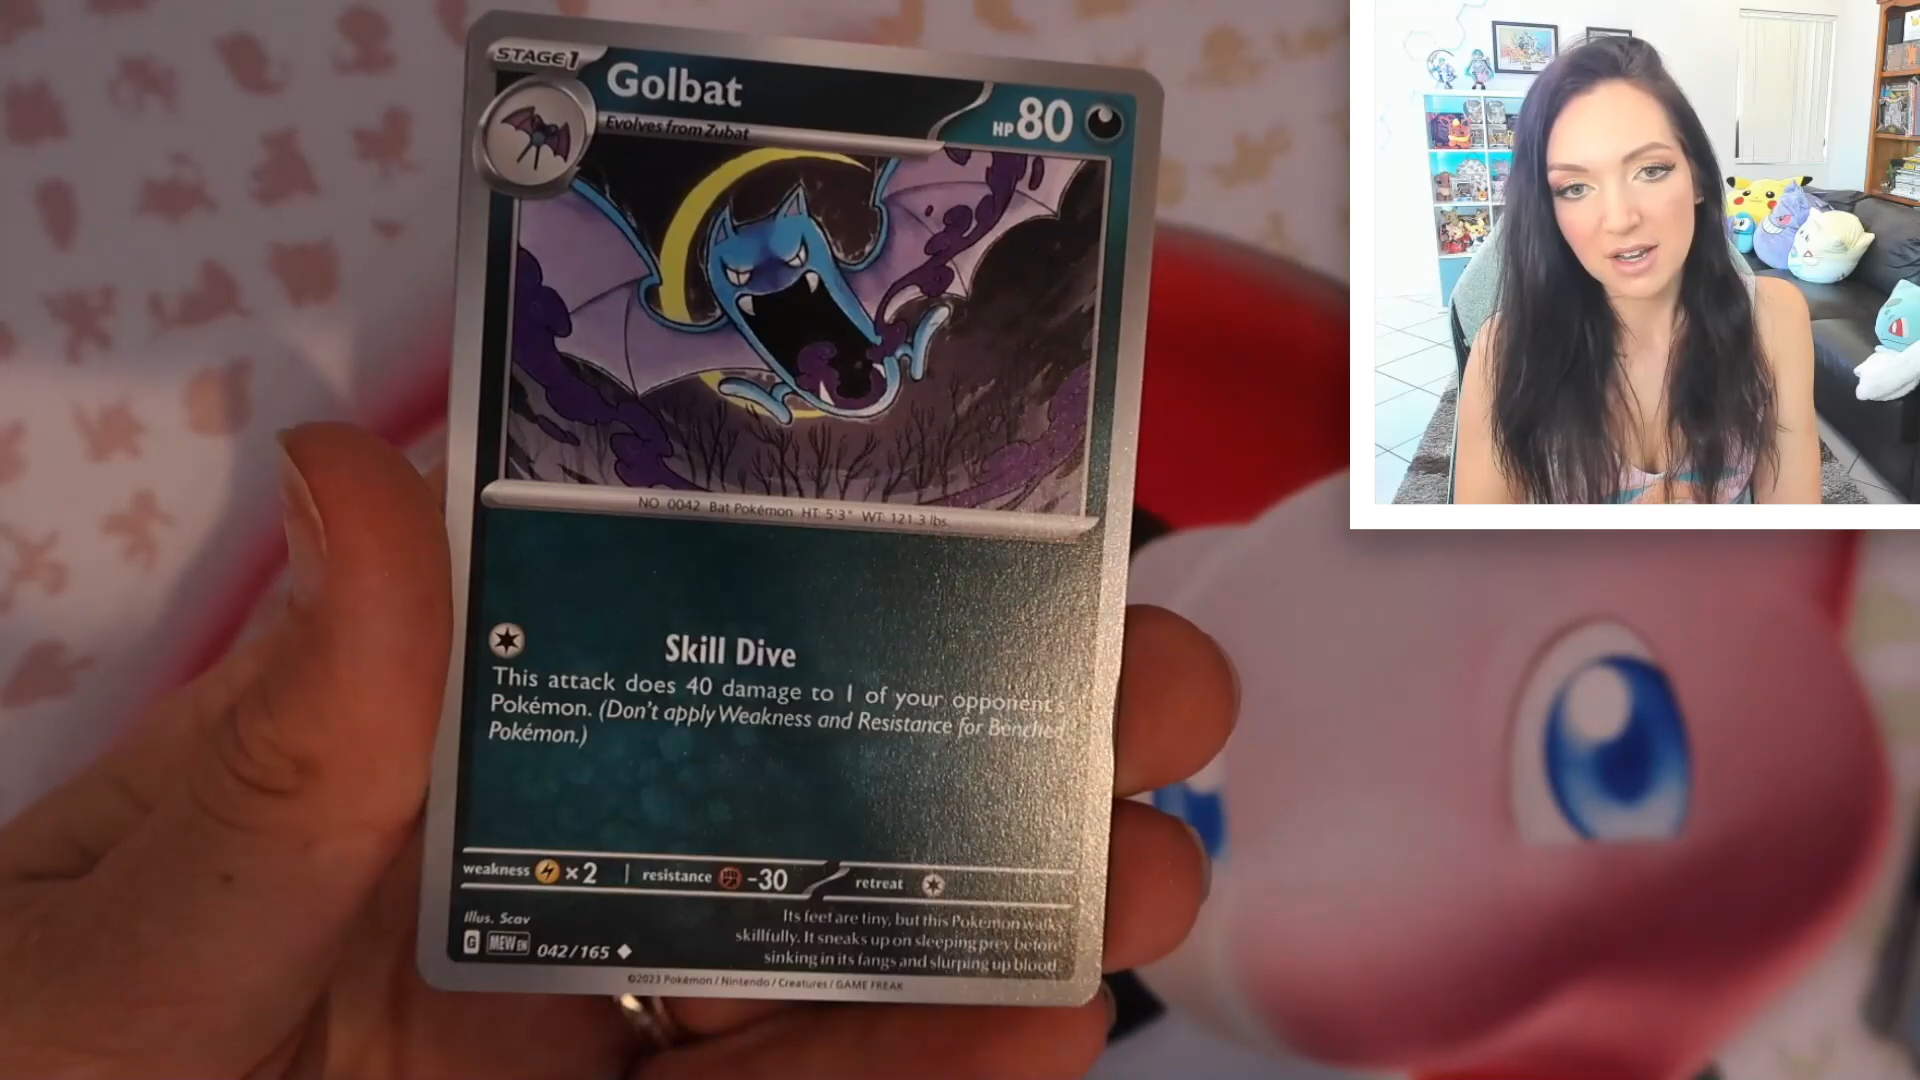 STAGE 1
Golbat
HP 80
Evolves from Zubat
NO. 0042 Bat Pokémon HT: 5'3" WT: 121.3 lbs.
Skill Dive
This attack does 40 damage to 1 of your opponent's
Pokémon. (Don't apply Weakness and Resistance for Benched
Pokémon.)
weakness ×2 | resistance -30 retreat
Illus. Scav
Its feet are tiny, but this Pokémon walks
skillfully. It sneaks up on sleeping prey before
sinking in its fangs and slurping up blood.
G MEW EN 042/165
©2023 Pokémon / Nintendo / Creatures / GAME FREAK